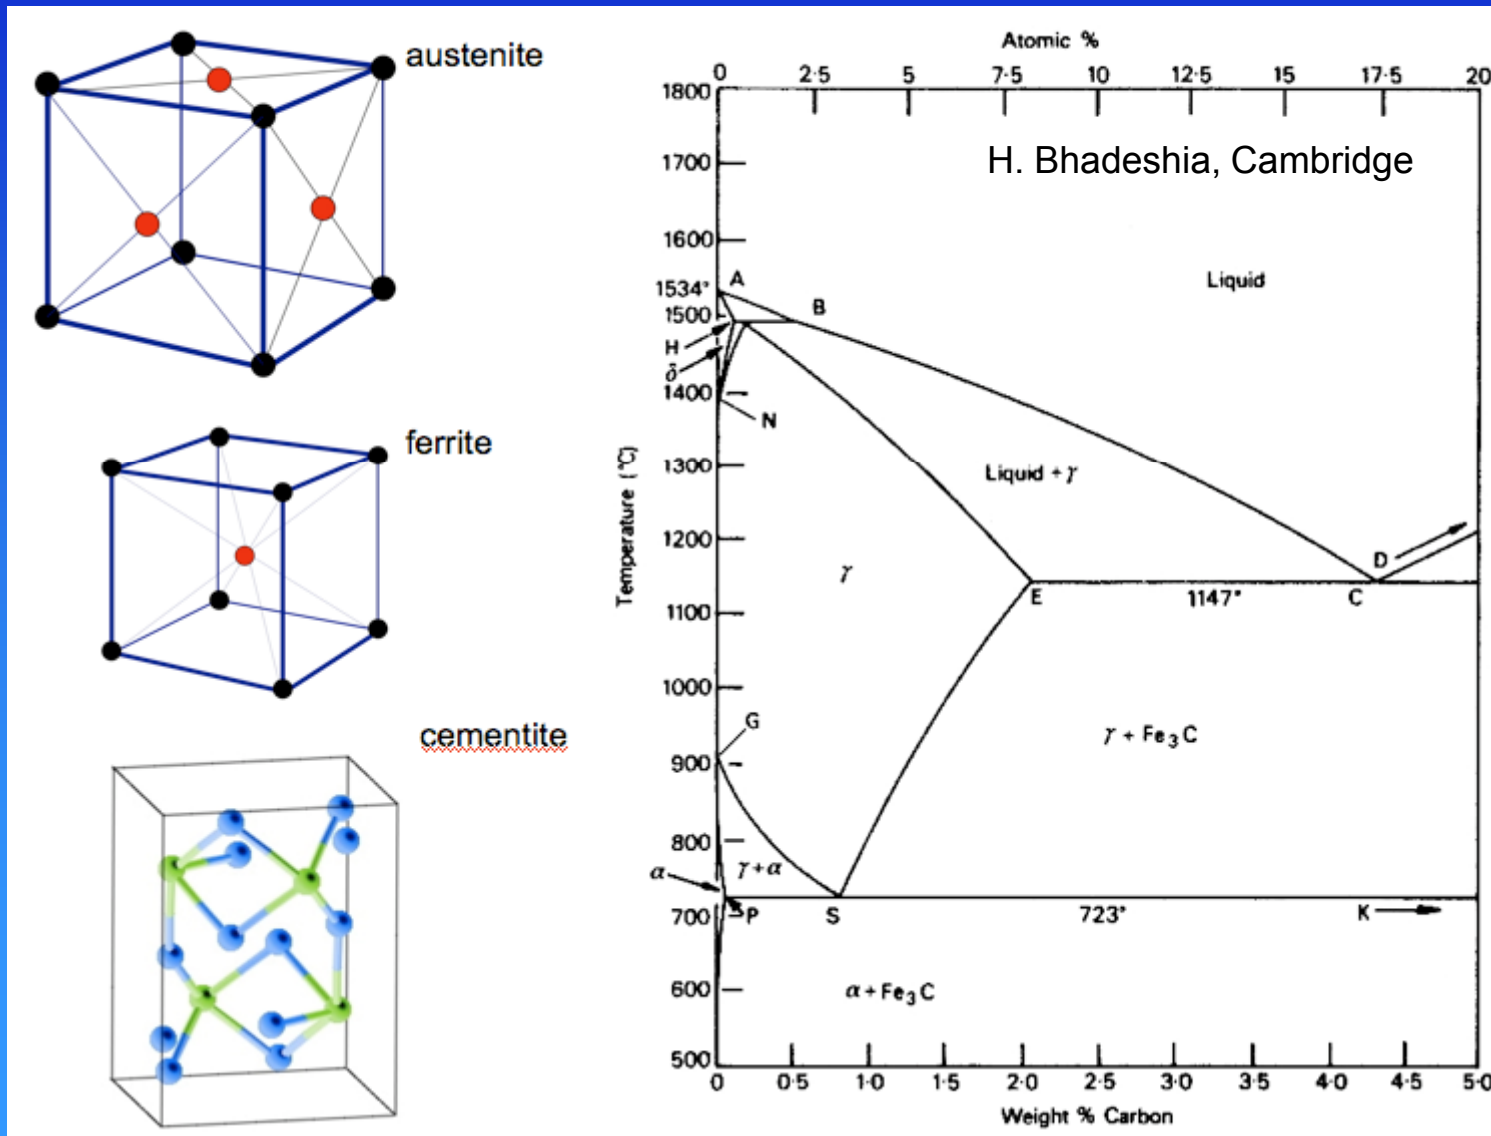 austenite
ferrite
cementite
Atomic %
0 2·5 5 7·5 10 12·5 15 17·5 20
H. Bhadeshia, Cambridge
Temperature (°C)
1800
1700
1600
1534°
1500
1400
1300
1200
1100
1000
900
800
700
600
500
A
B
H
δ
N
Liquid
Liquid + γ
γ
D
E
1147°
C
G
γ + Fe₃C
α
γ + α
P
S
723°
K
α + Fe₃C
0 0·5 1·0 1·5 2·0 2·5 3·0 3·5 4·0 4·5 5·0
Weight % Carbon